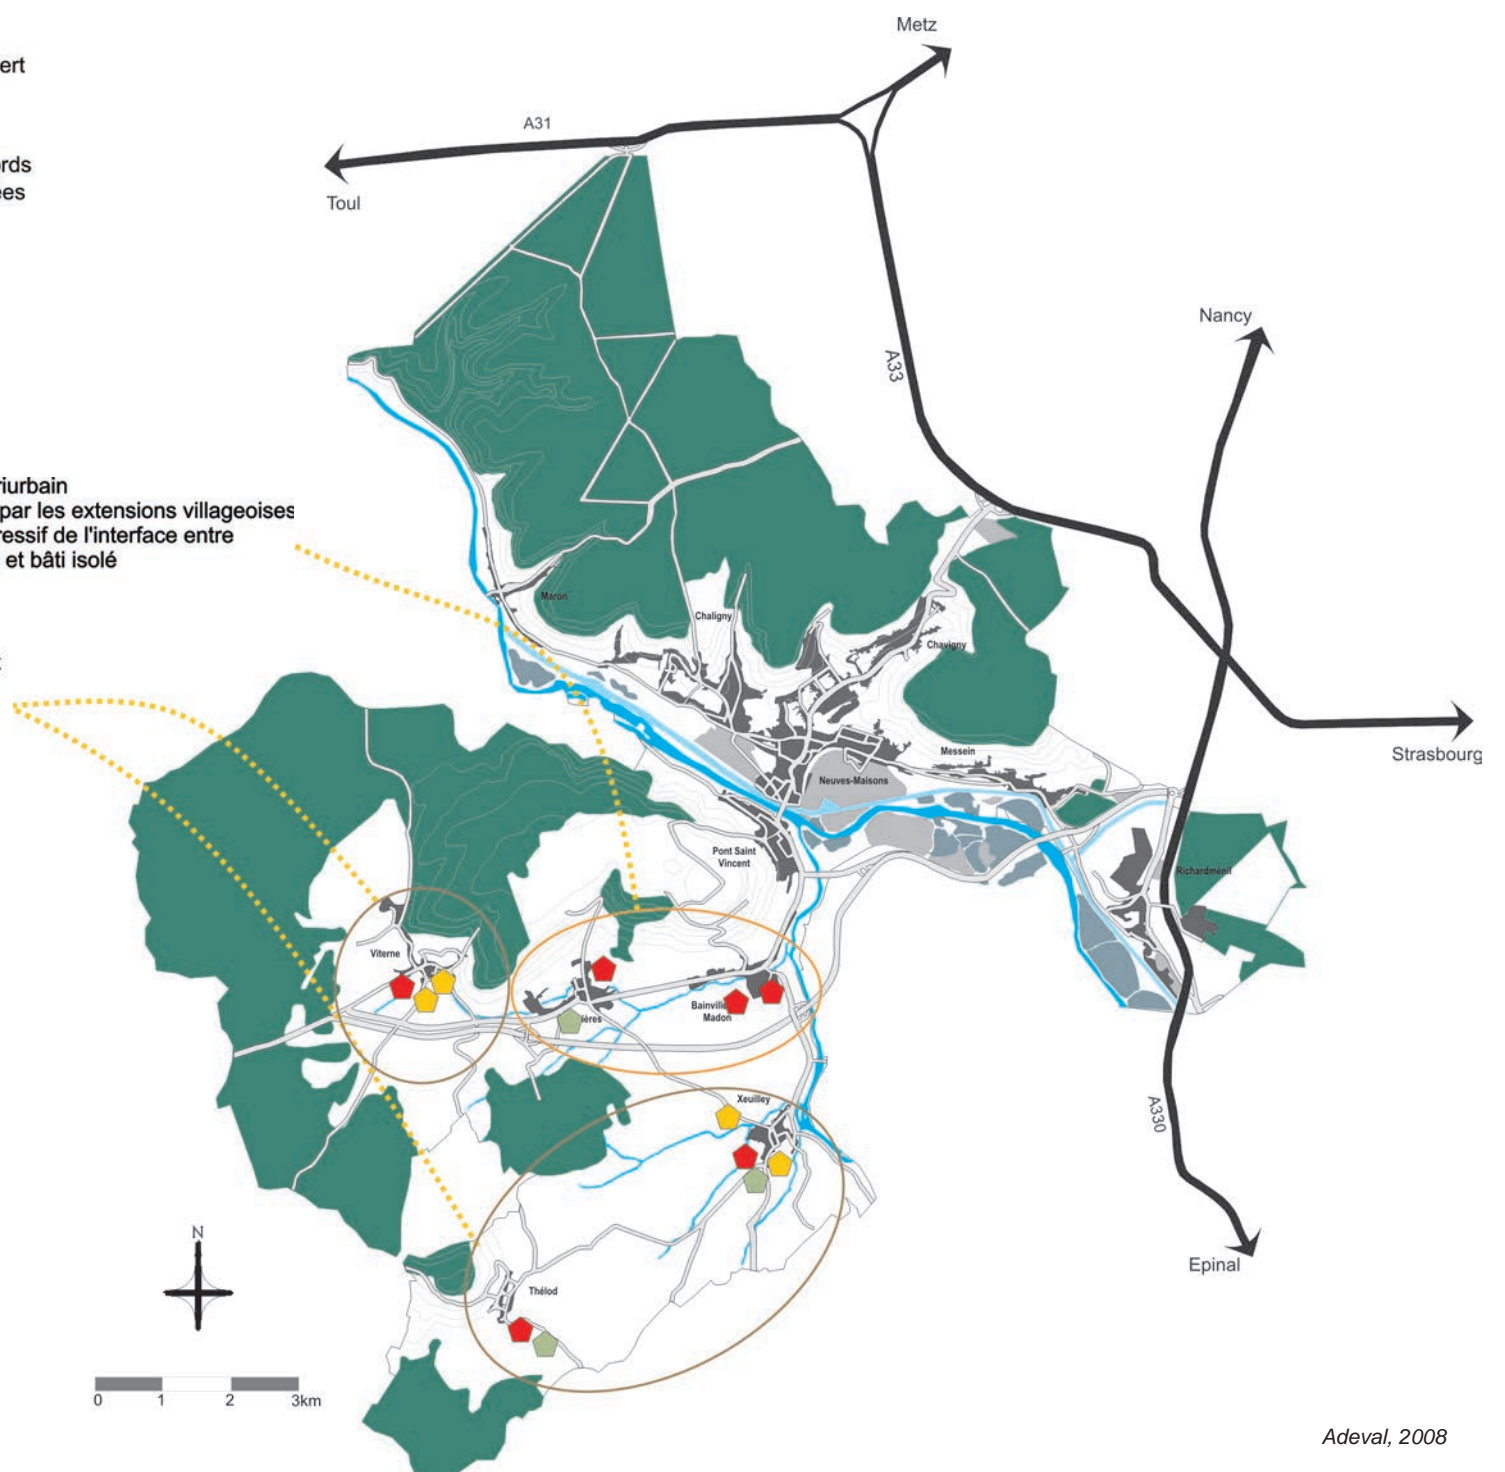 Metz
ert
A31
rds
es
Toul
Nancy
A33
riurbain
par les extensions villageoises
ressif de l'interface entre
et bâti isolé
Maron
Chaligny
Chavigny
Messein
Strasbourg
Neuves-Maisons
Pont Saint
Vincent
Richardménil
Viterne
Bainville
Madon
ières
Xeuilley
A330
N
Epinal
Thélod
0 1 2 3km
Adeval, 2008